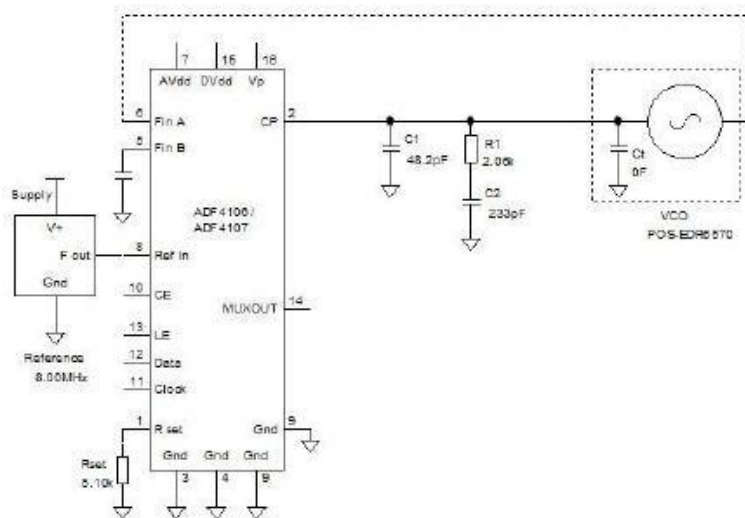 7 15 16
AVdd DVdd Vp
6 Fin A CP 2
5 Fin B
C1
48.2pF
R1
2.06k
C2
233pF
Ct
0F
VCO
ADF4106/
ADF4107
Supply
V+
F out
Gnd
8 Ref In
10 CE
MUXOUT 14
13 LE
12 Data
11 Clock
Reference
8.00MHz
1 R set
Gnd 9
Rset
5.10k
Gnd Gnd Gnd
3 4 9